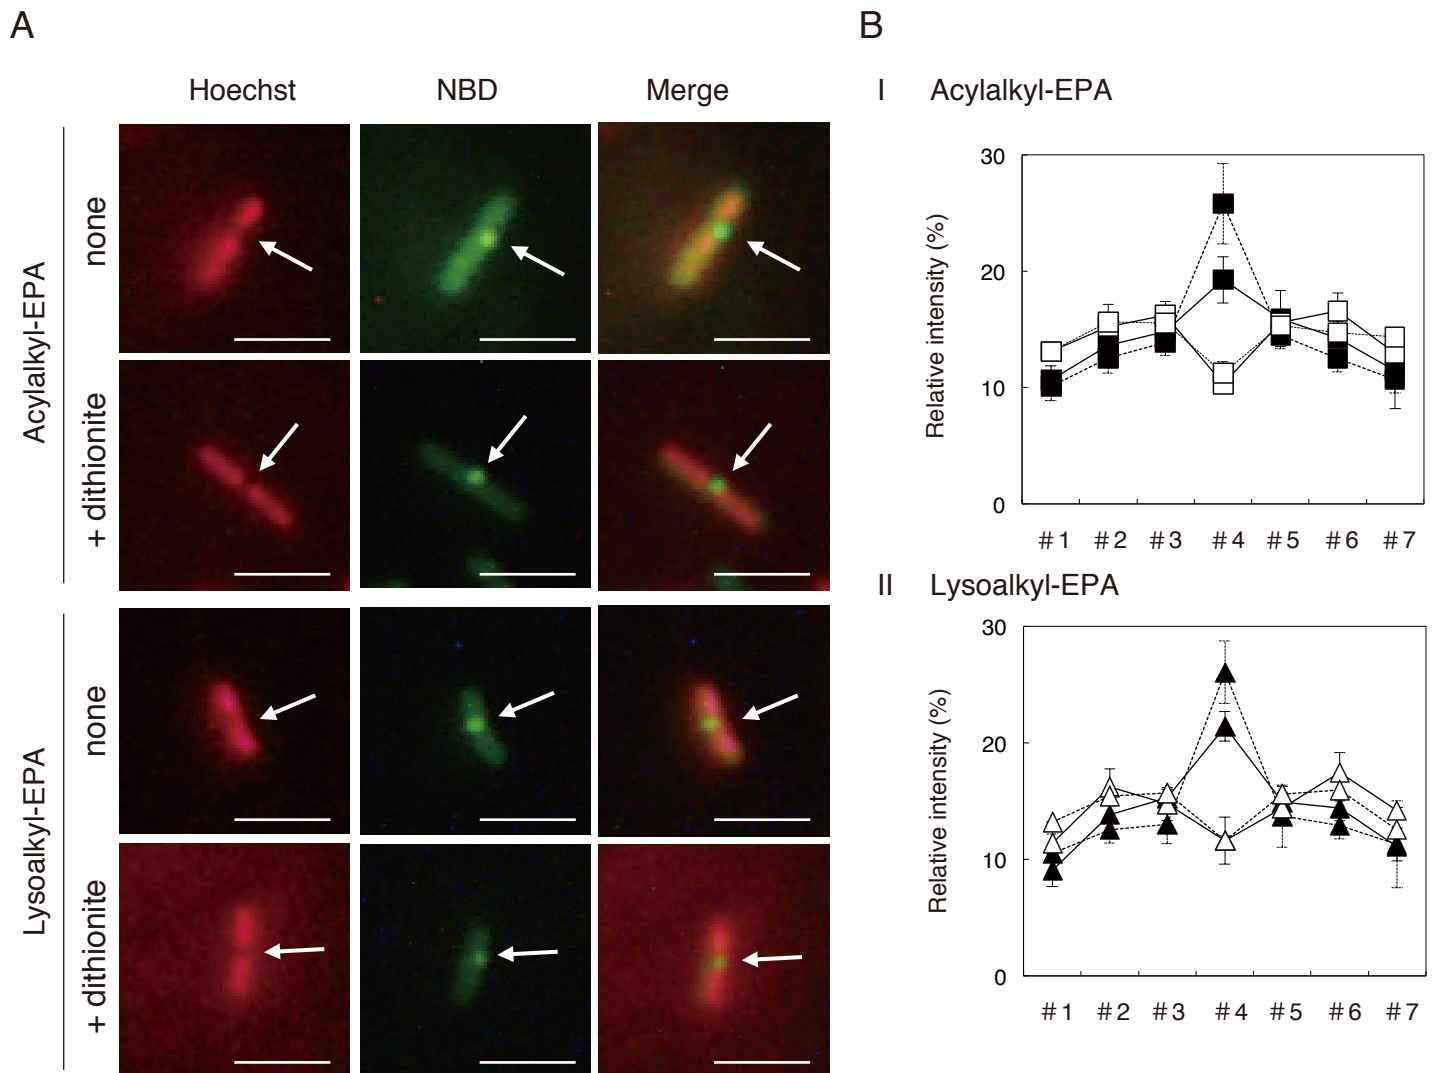 A
Hoechst NBD Merge
Acylalkyl-EPA
none
+ dithionite
Lysoalkyl-EPA
none
+ dithionite
B
I Acylalkyl-EPA
Relative intensity (%)
30
20
10
0
#1 #2 #3 #4 #5 #6 #7
II Lysoalkyl-EPA
Relative intensity (%)
30
20
10
0
#1 #2 #3 #4 #5 #6 #7